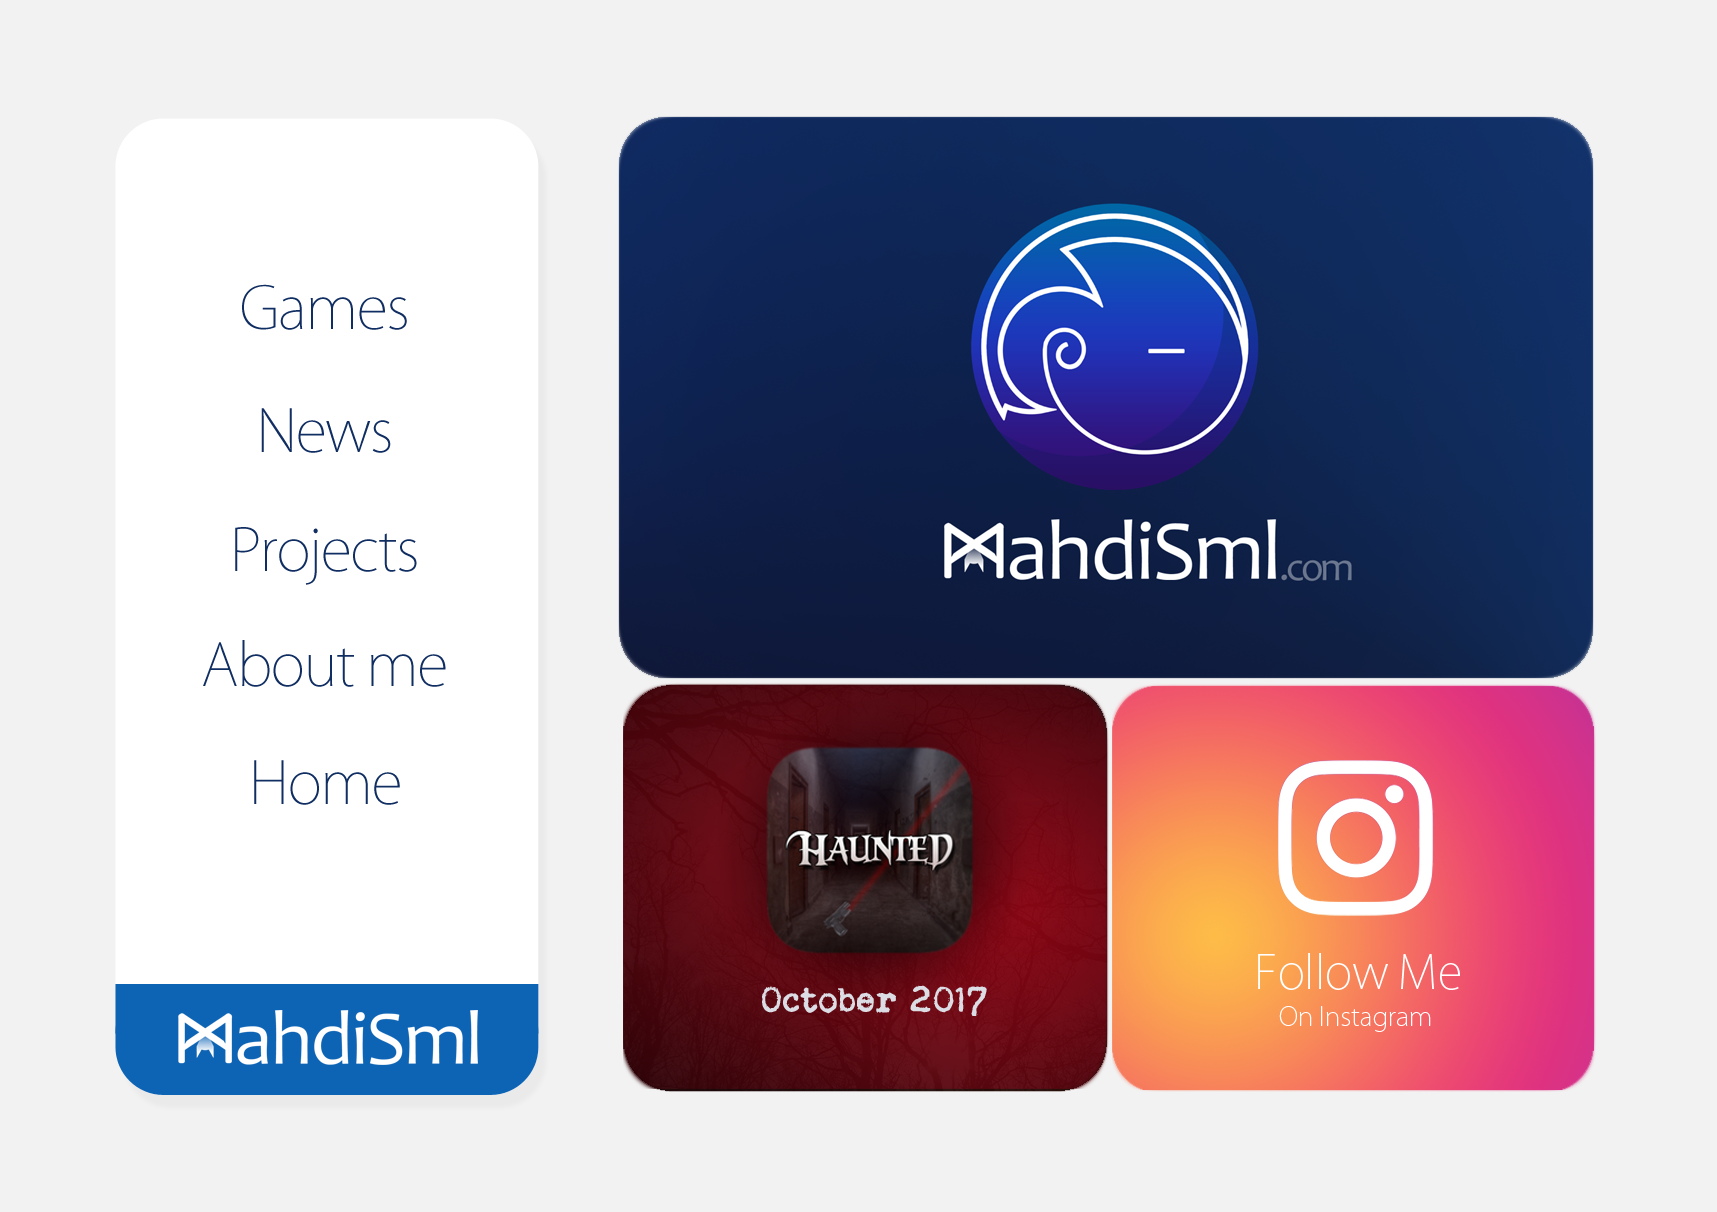 Games
News
Projects
About me
Home
MahdiSml
MahdiSml.com
HAUNTED
October 2017
Follow Me
On Instagram